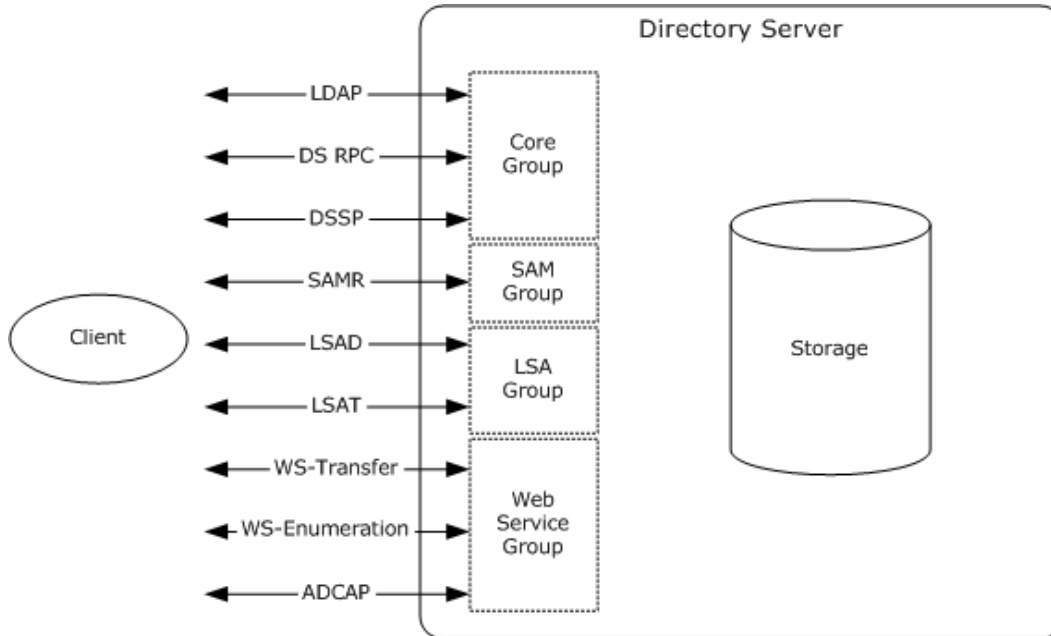 Directory Server
LDAP
DS RPC
DSSP
SAMR
LSAD
LSAT
WS-Transfer
WS-Enumeration
ADCAP
Client
Core
Group
SAM
Group
LSA
Group
Web
Service
Group
Storage